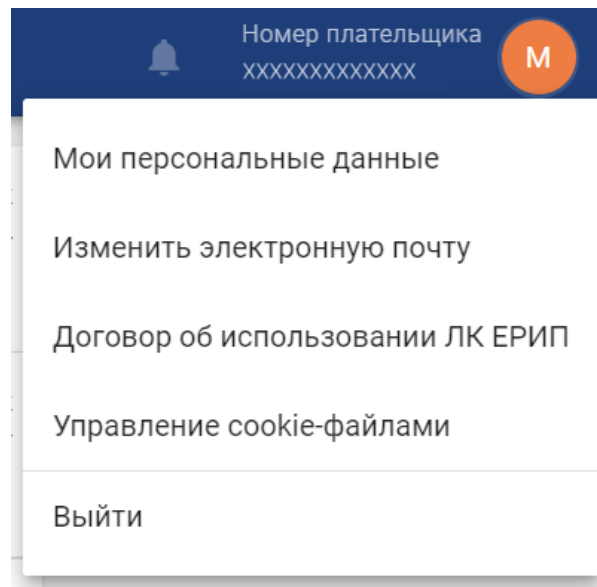 Номер плательщика
XXXXXXXXXXXXX
М
Мои персональные данные
Изменить электронную почту
Договор об использовании ЛК ЕРИП
Управление cookie-файлами
Выйти